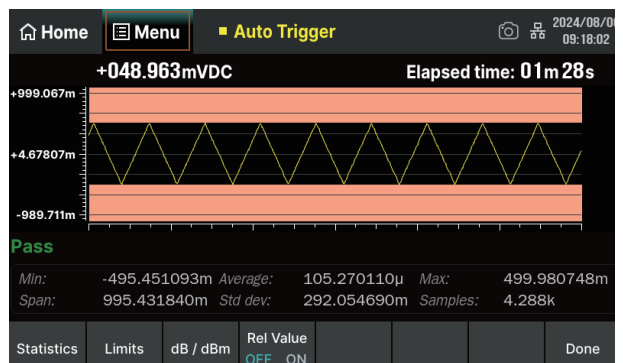 Home Menu Auto Trigger 2024/08/0
09:18:02
+048.963mVDC Elapsed time: 01m 28s
+999.067m
+4.67807m
-989.711m
Pass
Min: -495.451093m Average: 105.270110µ Max: 499.980748m
Span: 995.431840m Std dev: 292.054690m Samples: 4.288k
Statistics Limits dB / dBm Rel Value Done
OFF ON